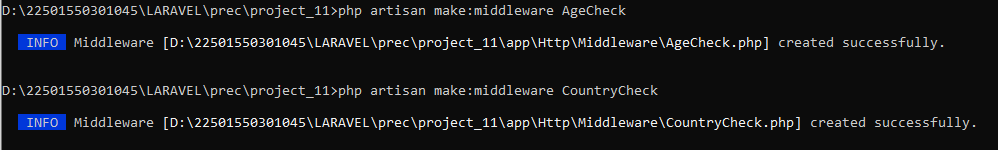 D:\22501550301045\LARAVEL\prec\project_11>php artisan make:middleware AgeCheck
INFO Middleware [D:\22501550301045\LARAVEL\prec\project_11\app\Http\Middleware\AgeCheck.php] created successfully.
D:\22501550301045\LARAVEL\prec\project_11>php artisan make:middleware CountryCheck
INFO Middleware [D:\22501550301045\LARAVEL\prec\project_11\app\Http\Middleware\CountryCheck.php] created successfully.